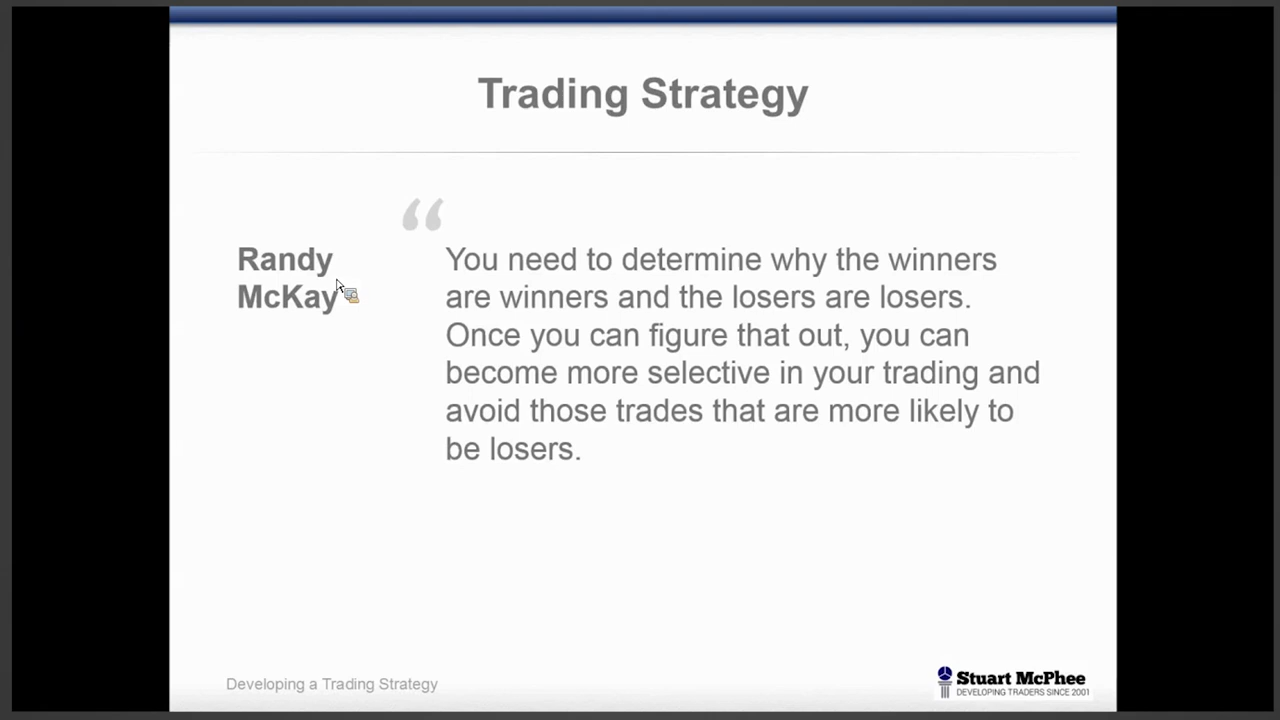 Trading Strategy
“
Randy
McKay
You need to determine why the winners
are winners and the losers are losers.
Once you can figure that out, you can
become more selective in your trading and
avoid those trades that are more likely to
be losers.
Developing a Trading Strategy
Stuart McPhee
DEVELOPING TRADERS SINCE 2001